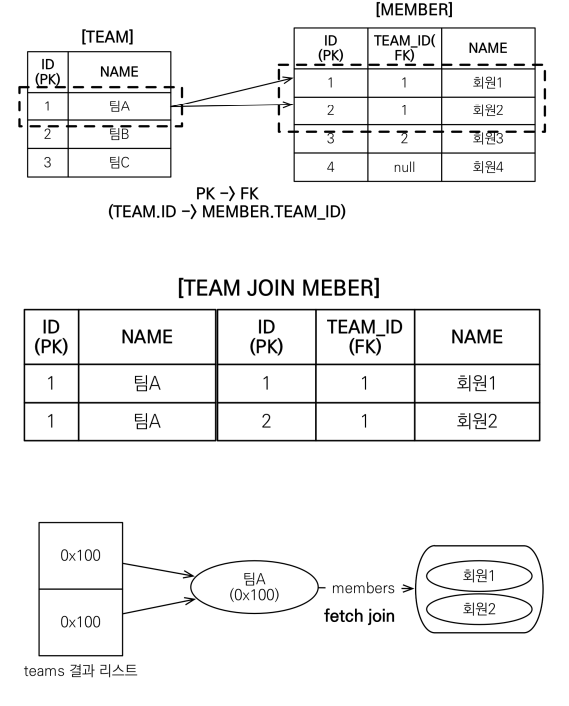 [TEAM]
ID
(PK)
NAME
1 팀A
2 팀B
3 팀C
[MEMBER]
ID
(PK)
TEAM_ID(
FK)
NAME
1 1 회원1
2 1 회원2
3 2 회원3
4 null 회원4
PK -> FK
(TEAM.ID -> MEMBER.TEAM_ID)
[TEAM JOIN MEBER]
ID
(PK)
NAME
ID
(PK)
TEAM_ID
(FK)
NAME
1 팀A 1 1 회원1
1 팀A 2 1 회원2
0x100
0x100
teams 결과 리스트
팀A
(0x100)
members
fetch join
회원1
회원2